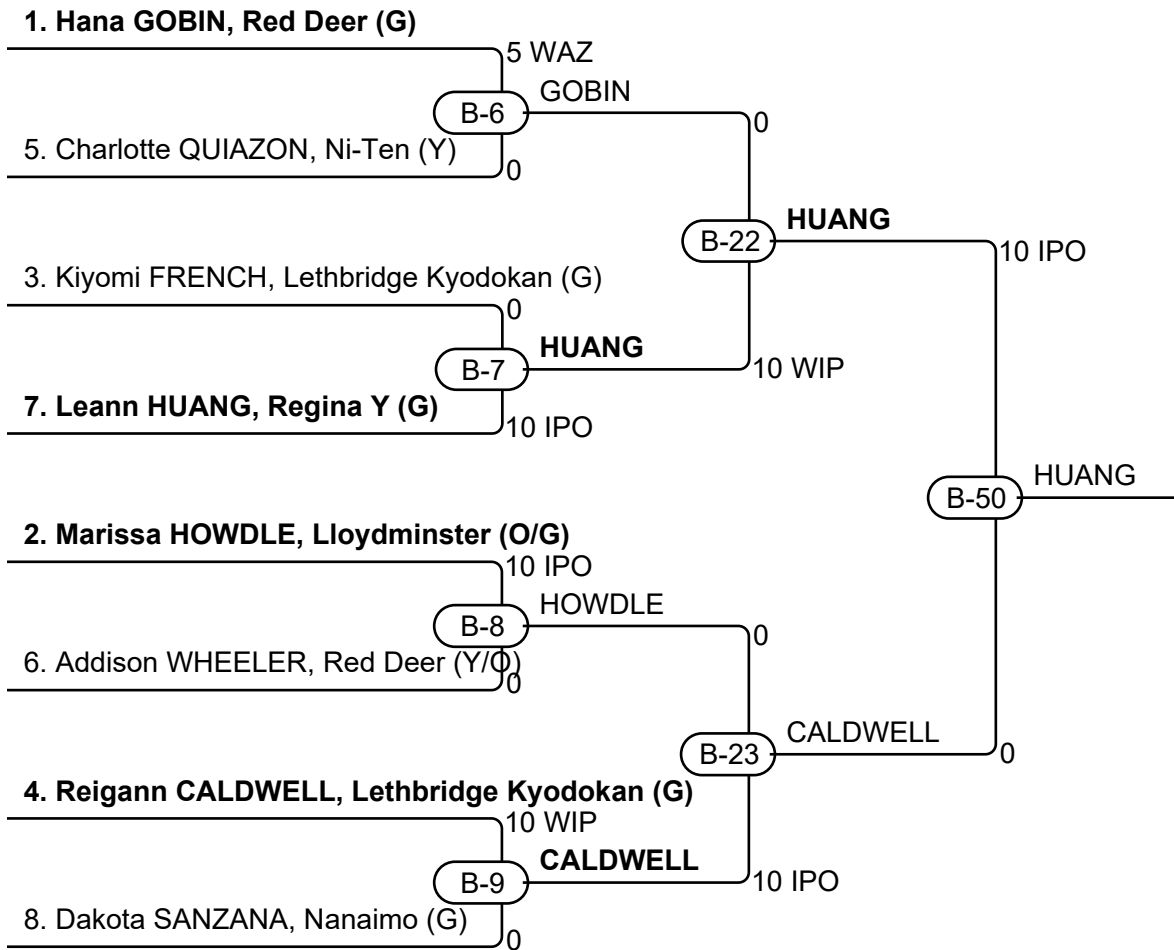 1. Hana GOBIN, Red Deer (G)
5 WAZ
GOBIN
B-6
0
5. Charlotte QUIAZON, Ni-Ten (Y)
0
HUANG
B-22
10 IPO
3. Kiyomi FRENCH, Lethbridge Kyodokan (G)
0
HUANG
B-7
10 WIP
7. Leann HUANG, Regina Y (G)
10 IPO
HUANG
B-50
2. Marissa HOWDLE, Lloydminster (O/G)
10 IPO
HOWDLE
B-8
0
6. Addison WHEELER, Red Deer (Y/O)
0
CALDWELL
B-23
0
4. Reigann CALDWELL, Lethbridge Kyodokan (G)
10 WIP
CALDWELL
B-9
10 IPO
8. Dakota SANZANA, Nanaimo (G)
0